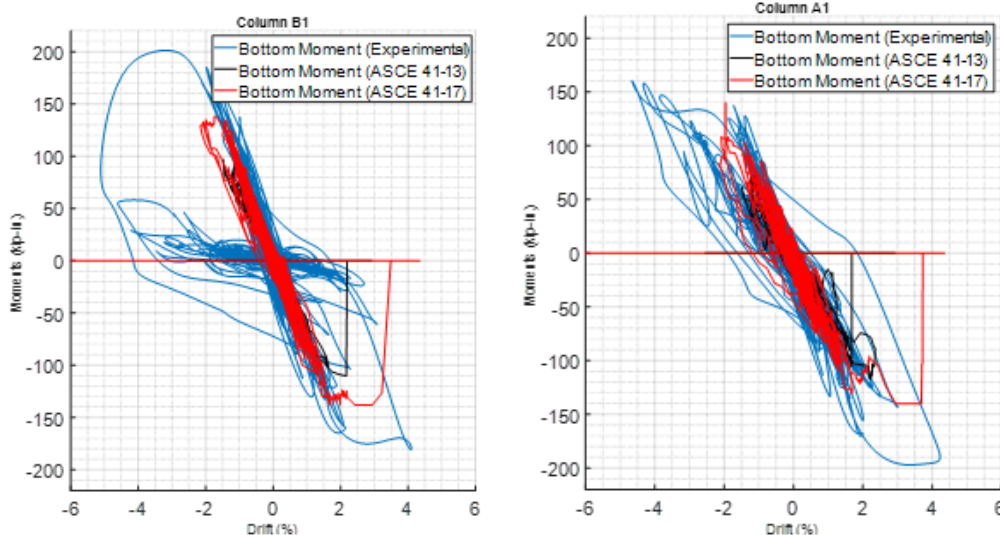 Column B1
Bottom Moment (Experimental)
Bottom Moment (ASCE 41-13)
Bottom Moment (ASCE 41-17)
200
150
100
50
0
-50
-100
-150
-200
Moments (kip-in)
-6 -4 -2 0 2 4 6
Drift (%)
Column A1
Bottom Moment (Experimental)
Bottom Moment (ASCE 41-13)
Bottom Moment (ASCE 41-17)
200
150
100
50
0
-50
-100
-150
-200
Moments (kip-in)
-6 -4 -2 0 2 4 6
Drift (%)